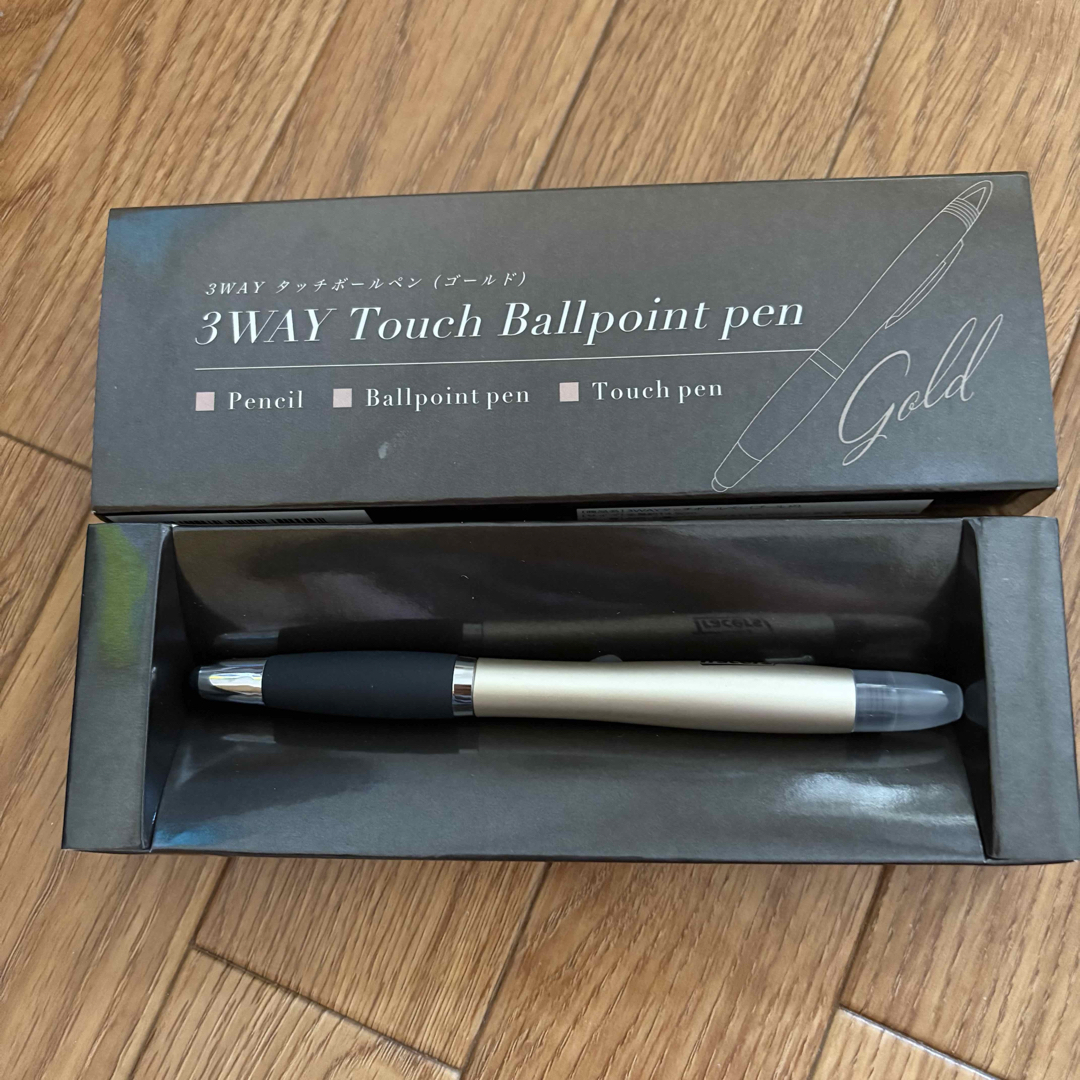 3WAY タッチボールペン (ゴールド)
3WAY Touch Ballpoint pen
Pencil Ballpoint pen Touch pen
Gold